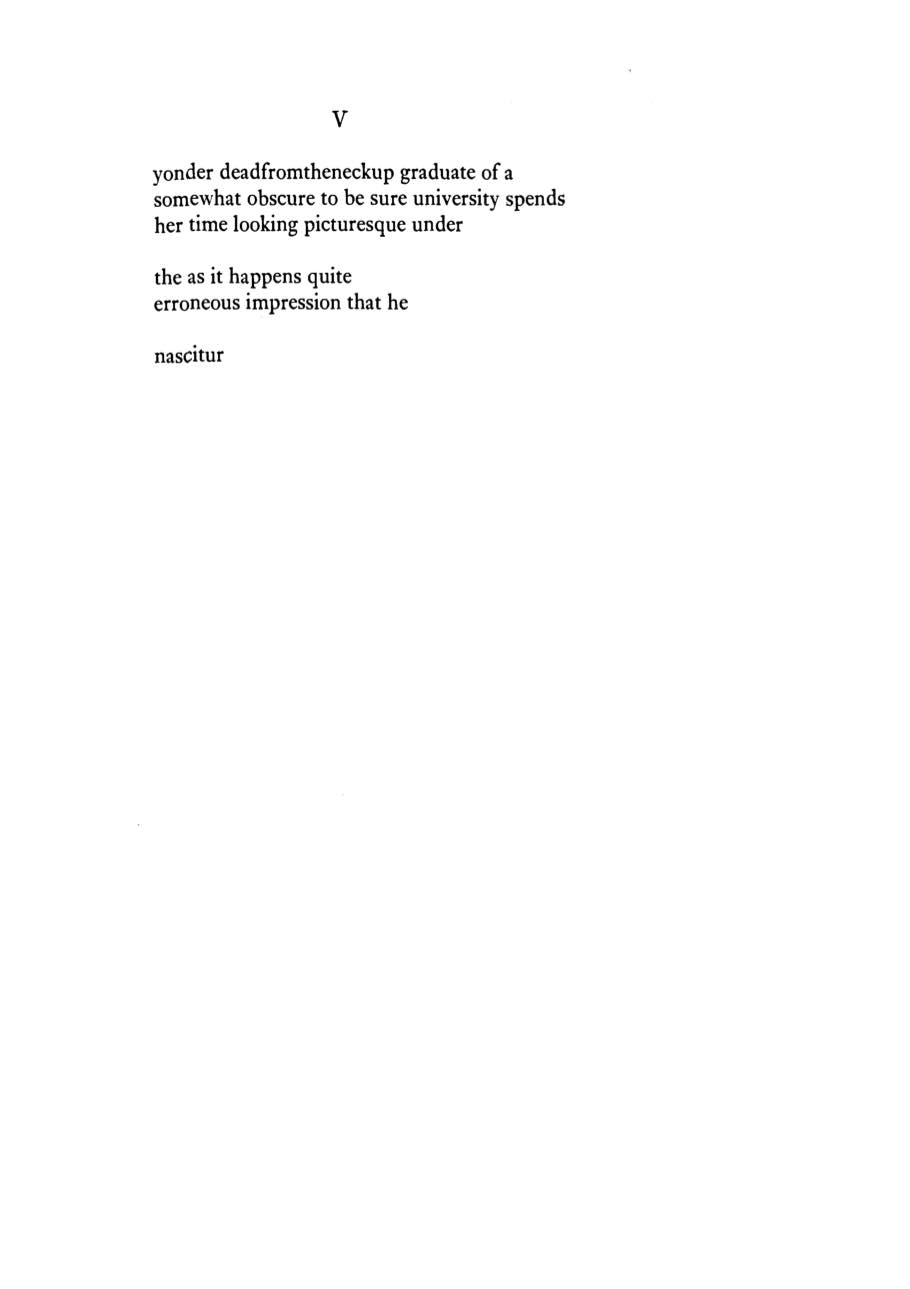 V
yonder deadfromtheneckup graduate of a
somewhat obscure to be sure university spends
her time looking picturesque under
the as it happens quite
erroneous impression that he
nascitur